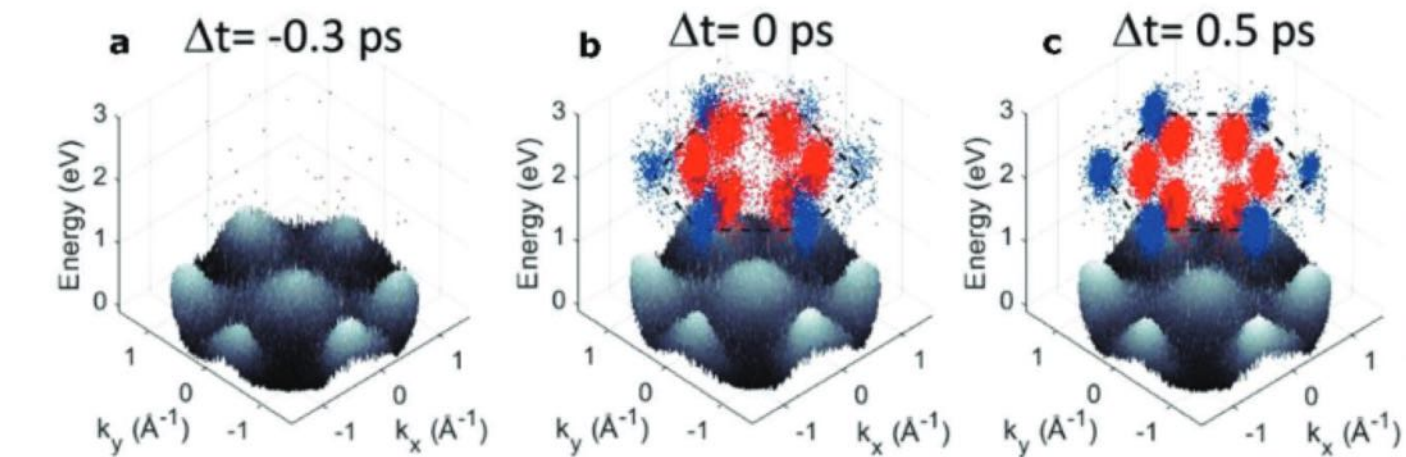 a Δt= -0.3 ps
b Δt= 0 ps
c Δt= 0.5 ps
Energy (eV)
3
2
1
0
1
0
-1
k_y (Å^-1)
-1
0
1
k_x (Å^-1)
Energy (eV)
3
2
1
0
1
0
-1
k_y (Å^-1)
-1
0
1
k_x (Å^-1)
Energy (eV)
3
2
1
0
1
0
-1
k_y (Å^-1)
-1
0
1
k_x (Å^-1)